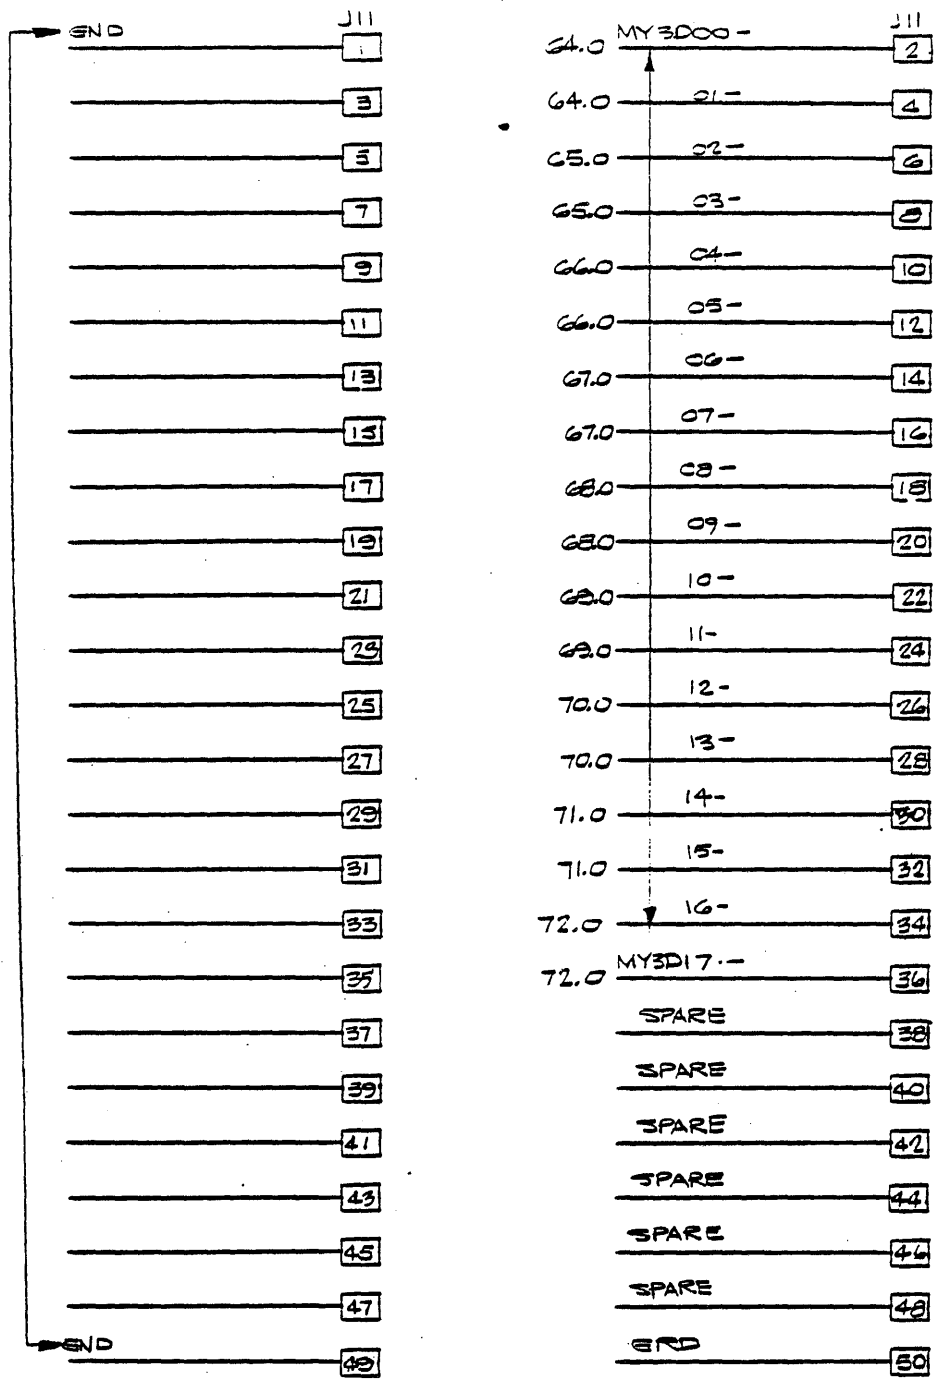 J11
GND 1
3
5
7
9
11
13
15
17
19
21
23
25
27
29
31
33
35
37
39
41
43
45
47
GND 49
J11
64.0 MY3D00- 2
64.0 01- 4
65.0 02- 6
65.0 03- 8
66.0 04- 10
66.0 05- 12
67.0 06- 14
67.0 07- 16
68.0 08- 18
68.0 09- 20
69.0 10- 22
69.0 11- 24
70.0 12- 26
70.0 13- 28
71.0 14- 30
71.0 15- 32
72.0 16- 34
72.0 MY3D17.- 36
SPARE 38
SPARE 40
SPARE 42
SPARE 44
SPARE 46
SPARE 48
GRD 50